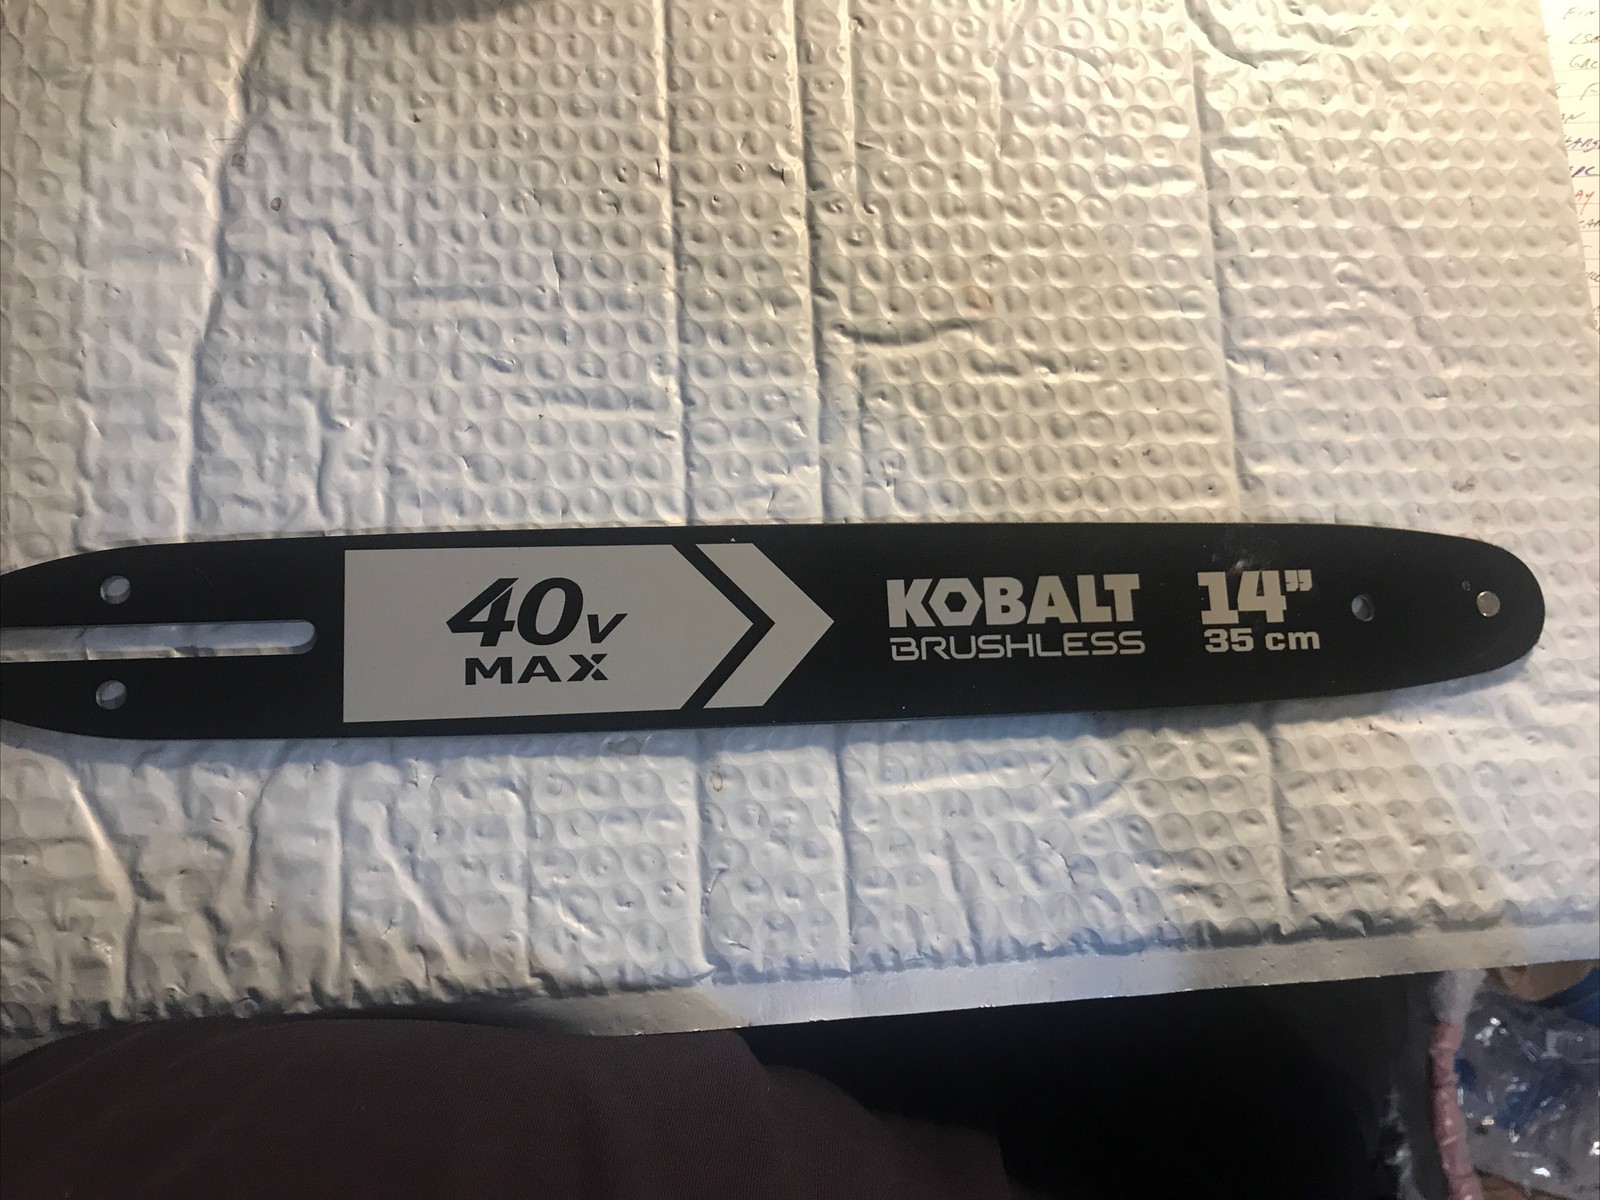 40v
MAX
KOBALT
BRUSHLESS
14”
35 cm